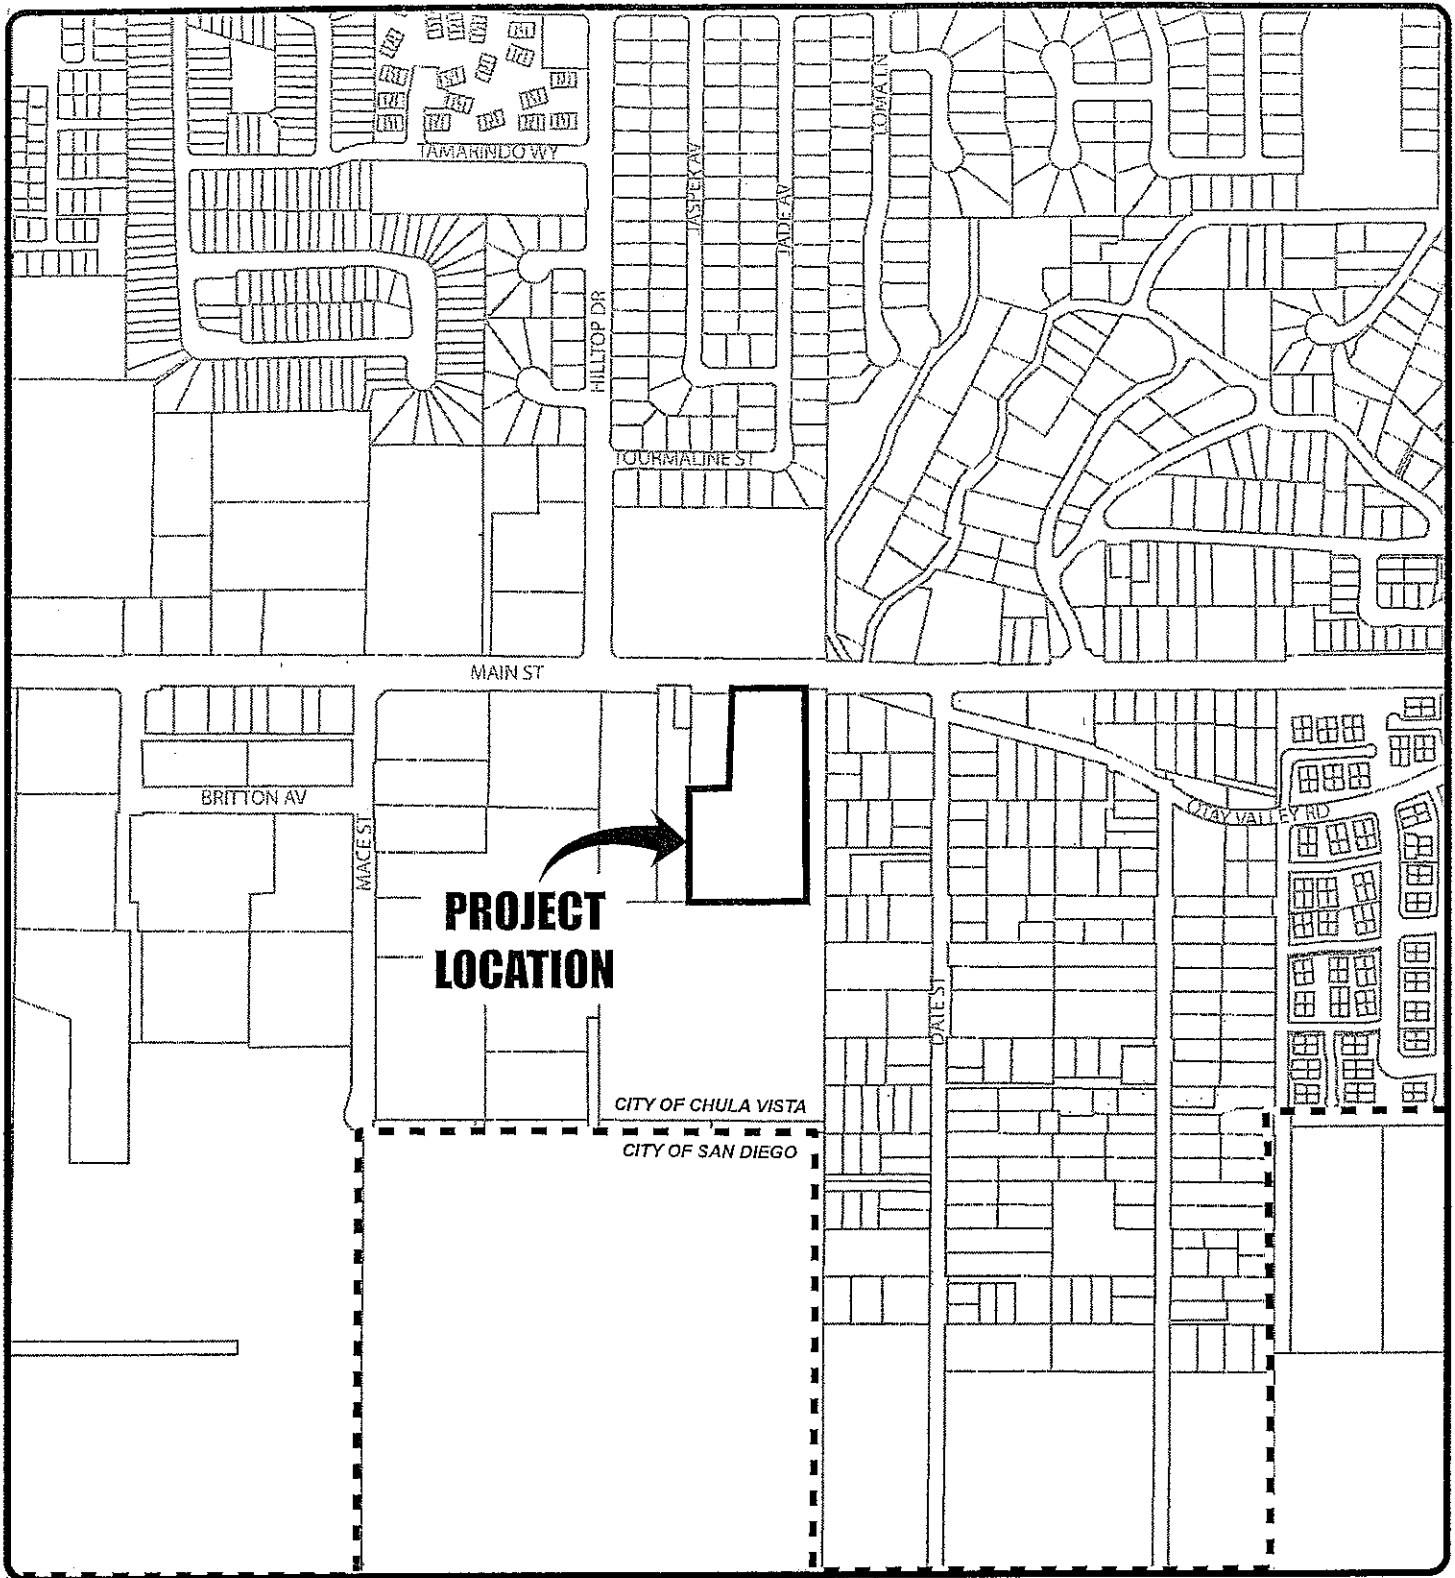 TAMARINDO WY
JASPER AV
JADE AV
TOMA LN
HILLTOP DR
TOURMALINE ST
MAIN ST
BRITTON AV
MACE ST
OTAY VALLEY RD
PROJECT
LOCATION
DATE ST
CITY OF CHULA VISTA
CITY OF SAN DIEGO